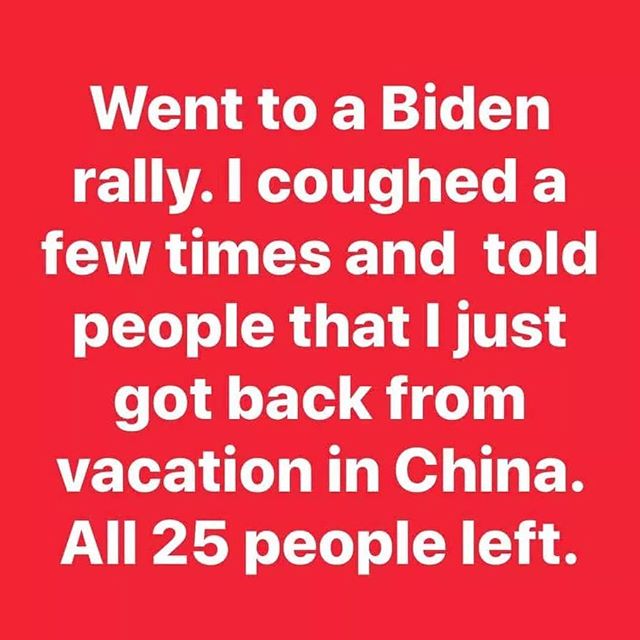 Went to a Biden
rally. I coughed a
few times and  told
people that I just
got back from
vacation in China.
All 25 people left.